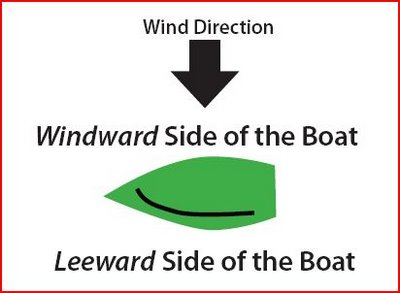 Wind Direction
Windward Side of the Boat
Leeward Side of the Boat